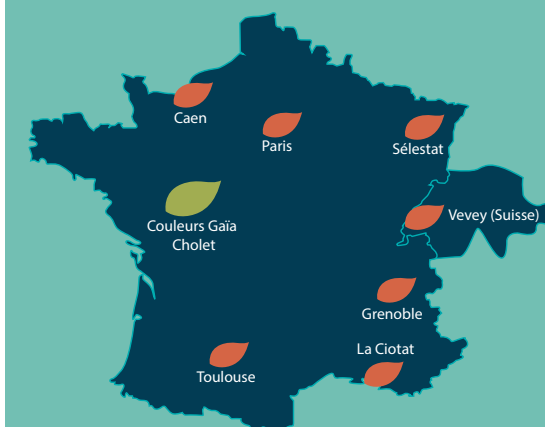 Caen
Paris
Sélestat
Couleurs Gaïa
Cholet
Vevey (Suisse)
Grenoble
La Ciotat
Toulouse